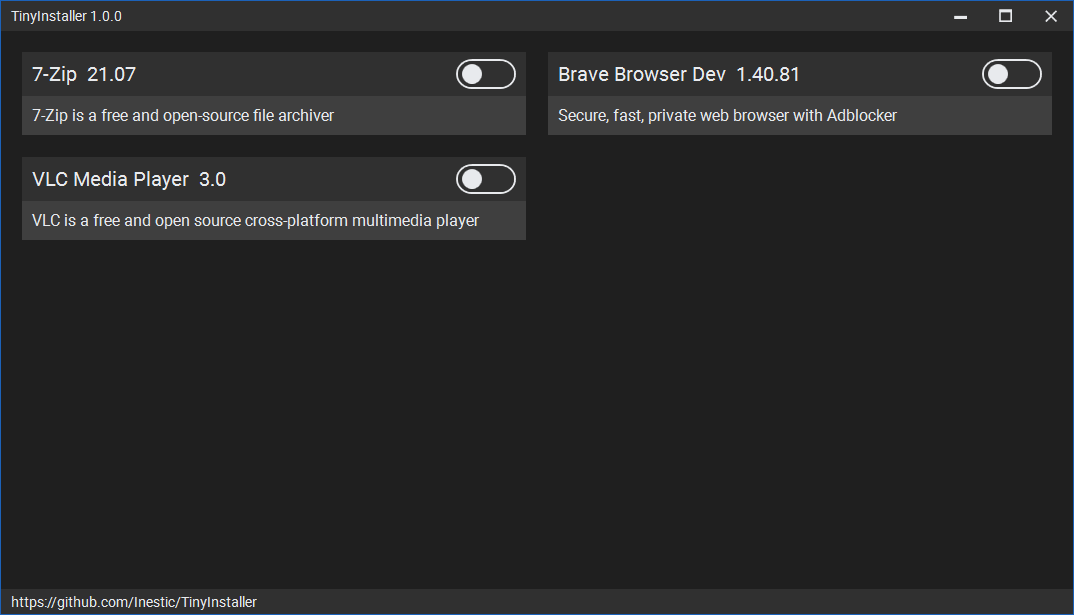 TinyInstaller 1.0.0
7-Zip 21.07
7-Zip is a free and open-source file archiver
Brave Browser Dev 1.40.81
Secure, fast, private web browser with Adblocker
VLC Media Player 3.0
VLC is a free and open source cross-platform multimedia player
https://github.com/Inestic/TinyInstaller